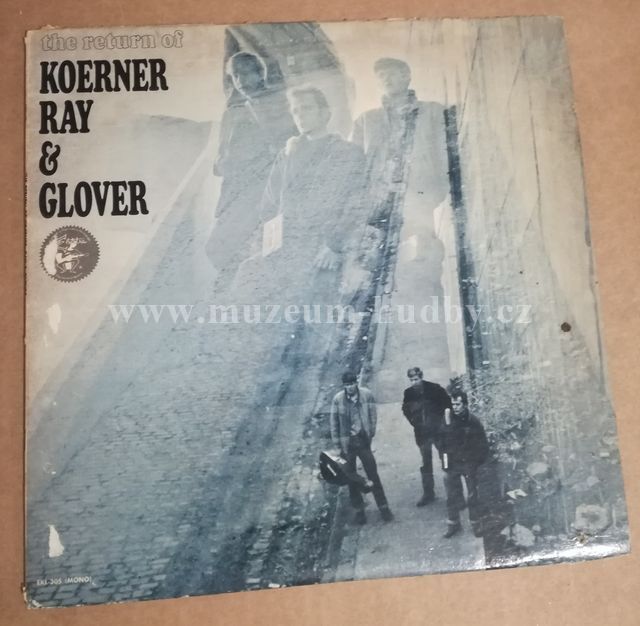 the return of
KOERNER
RAY
&
GLOVER
www.muzeum-hudby.cz
EKL-305 (MONO)